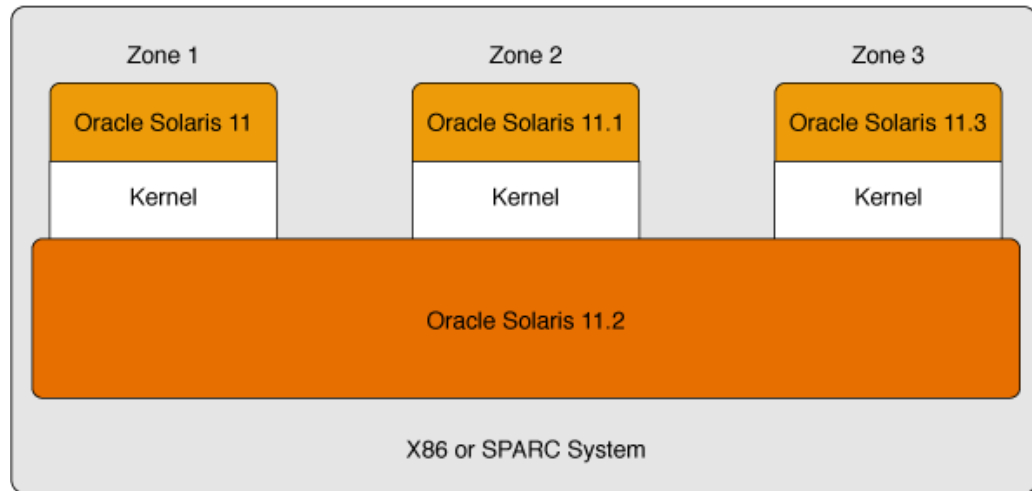 Zone 1
Zone 2
Zone 3
Oracle Solaris 11
Oracle Solaris 11.1
Oracle Solaris 11.3
Kernel
Kernel
Kernel
Oracle Solaris 11.2
X86 or SPARC System